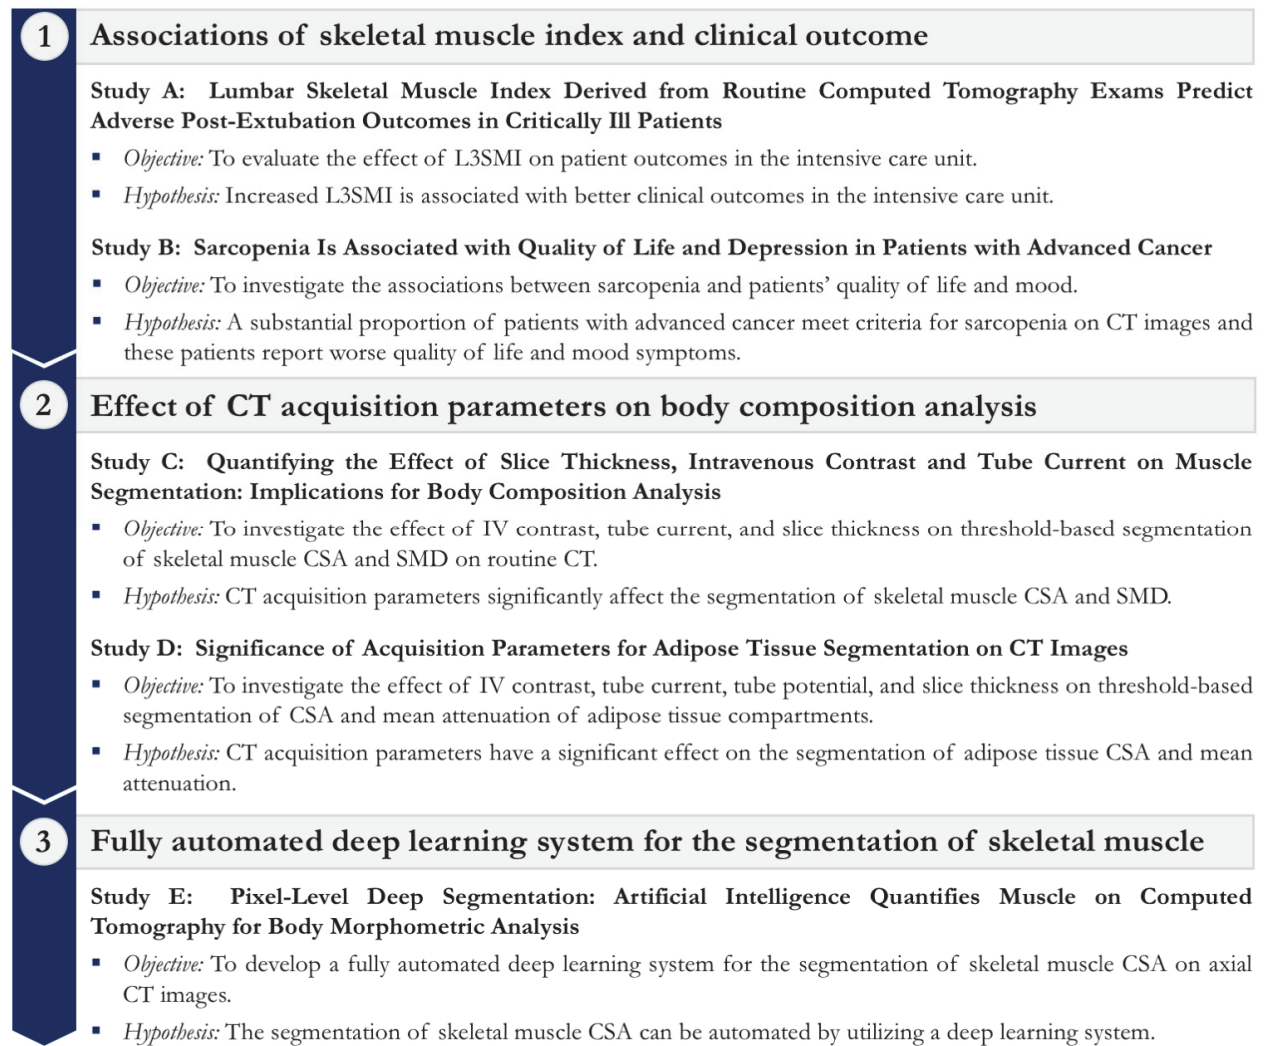 1 Associations of skeletal muscle index and clinical outcome
Study A: Lumbar Skeletal Muscle Index Derived from Routine Computed Tomography Exams Predict
Adverse Post-Extubation Outcomes in Critically Ill Patients
▪ Objective: To evaluate the effect of L3SMI on patient outcomes in the intensive care unit.
▪ Hypothesis: Increased L3SMI is associated with better clinical outcomes in the intensive care unit.
Study B: Sarcopenia Is Associated with Quality of Life and Depression in Patients with Advanced Cancer
▪ Objective: To investigate the associations between sarcopenia and patients’ quality of life and mood.
▪ Hypothesis: A substantial proportion of patients with advanced cancer meet criteria for sarcopenia on CT images and
these patients report worse quality of life and mood symptoms.
2 Effect of CT acquisition parameters on body composition analysis
Study C: Quantifying the Effect of Slice Thickness, Intravenous Contrast and Tube Current on Muscle
Segmentation: Implications for Body Composition Analysis
▪ Objective: To investigate the effect of IV contrast, tube current, and slice thickness on threshold-based segmentation
of skeletal muscle CSA and SMD on routine CT.
▪ Hypothesis: CT acquisition parameters significantly affect the segmentation of skeletal muscle CSA and SMD.
Study D: Significance of Acquisition Parameters for Adipose Tissue Segmentation on CT Images
▪ Objective: To investigate the effect of IV contrast, tube current, tube potential, and slice thickness on threshold-based
segmentation of CSA and mean attenuation of adipose tissue compartments.
▪ Hypothesis: CT acquisition parameters have a significant effect on the segmentation of adipose tissue CSA and mean
attenuation.
3 Fully automated deep learning system for the segmentation of skeletal muscle
Study E: Pixel-Level Deep Segmentation: Artificial Intelligence Quantifies Muscle on Computed
Tomography for Body Morphometric Analysis
▪ Objective: To develop a fully automated deep learning system for the segmentation of skeletal muscle CSA on axial
CT images.
▪ Hypothesis: The segmentation of skeletal muscle CSA can be automated by utilizing a deep learning system.